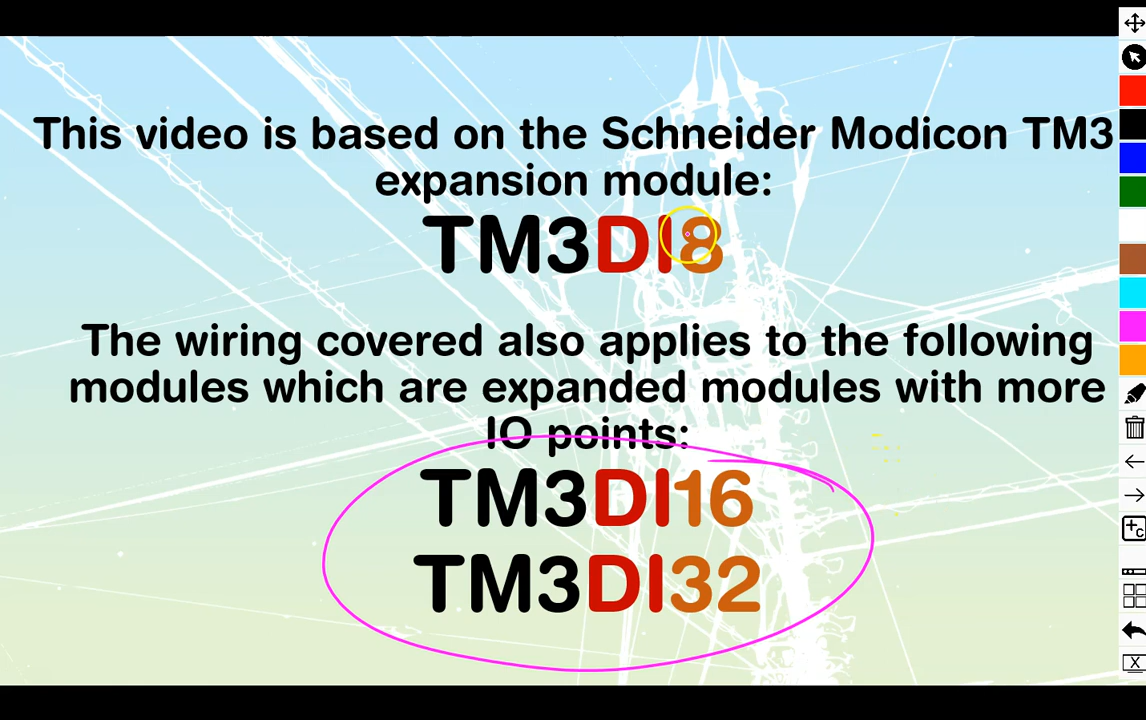 This video is based on the Schneider Modicon TM3
expansion module:
TM3DI8
The wiring covered also applies to the following
modules which are expanded modules with more
IO points:
TM3DI16
TM3DI32